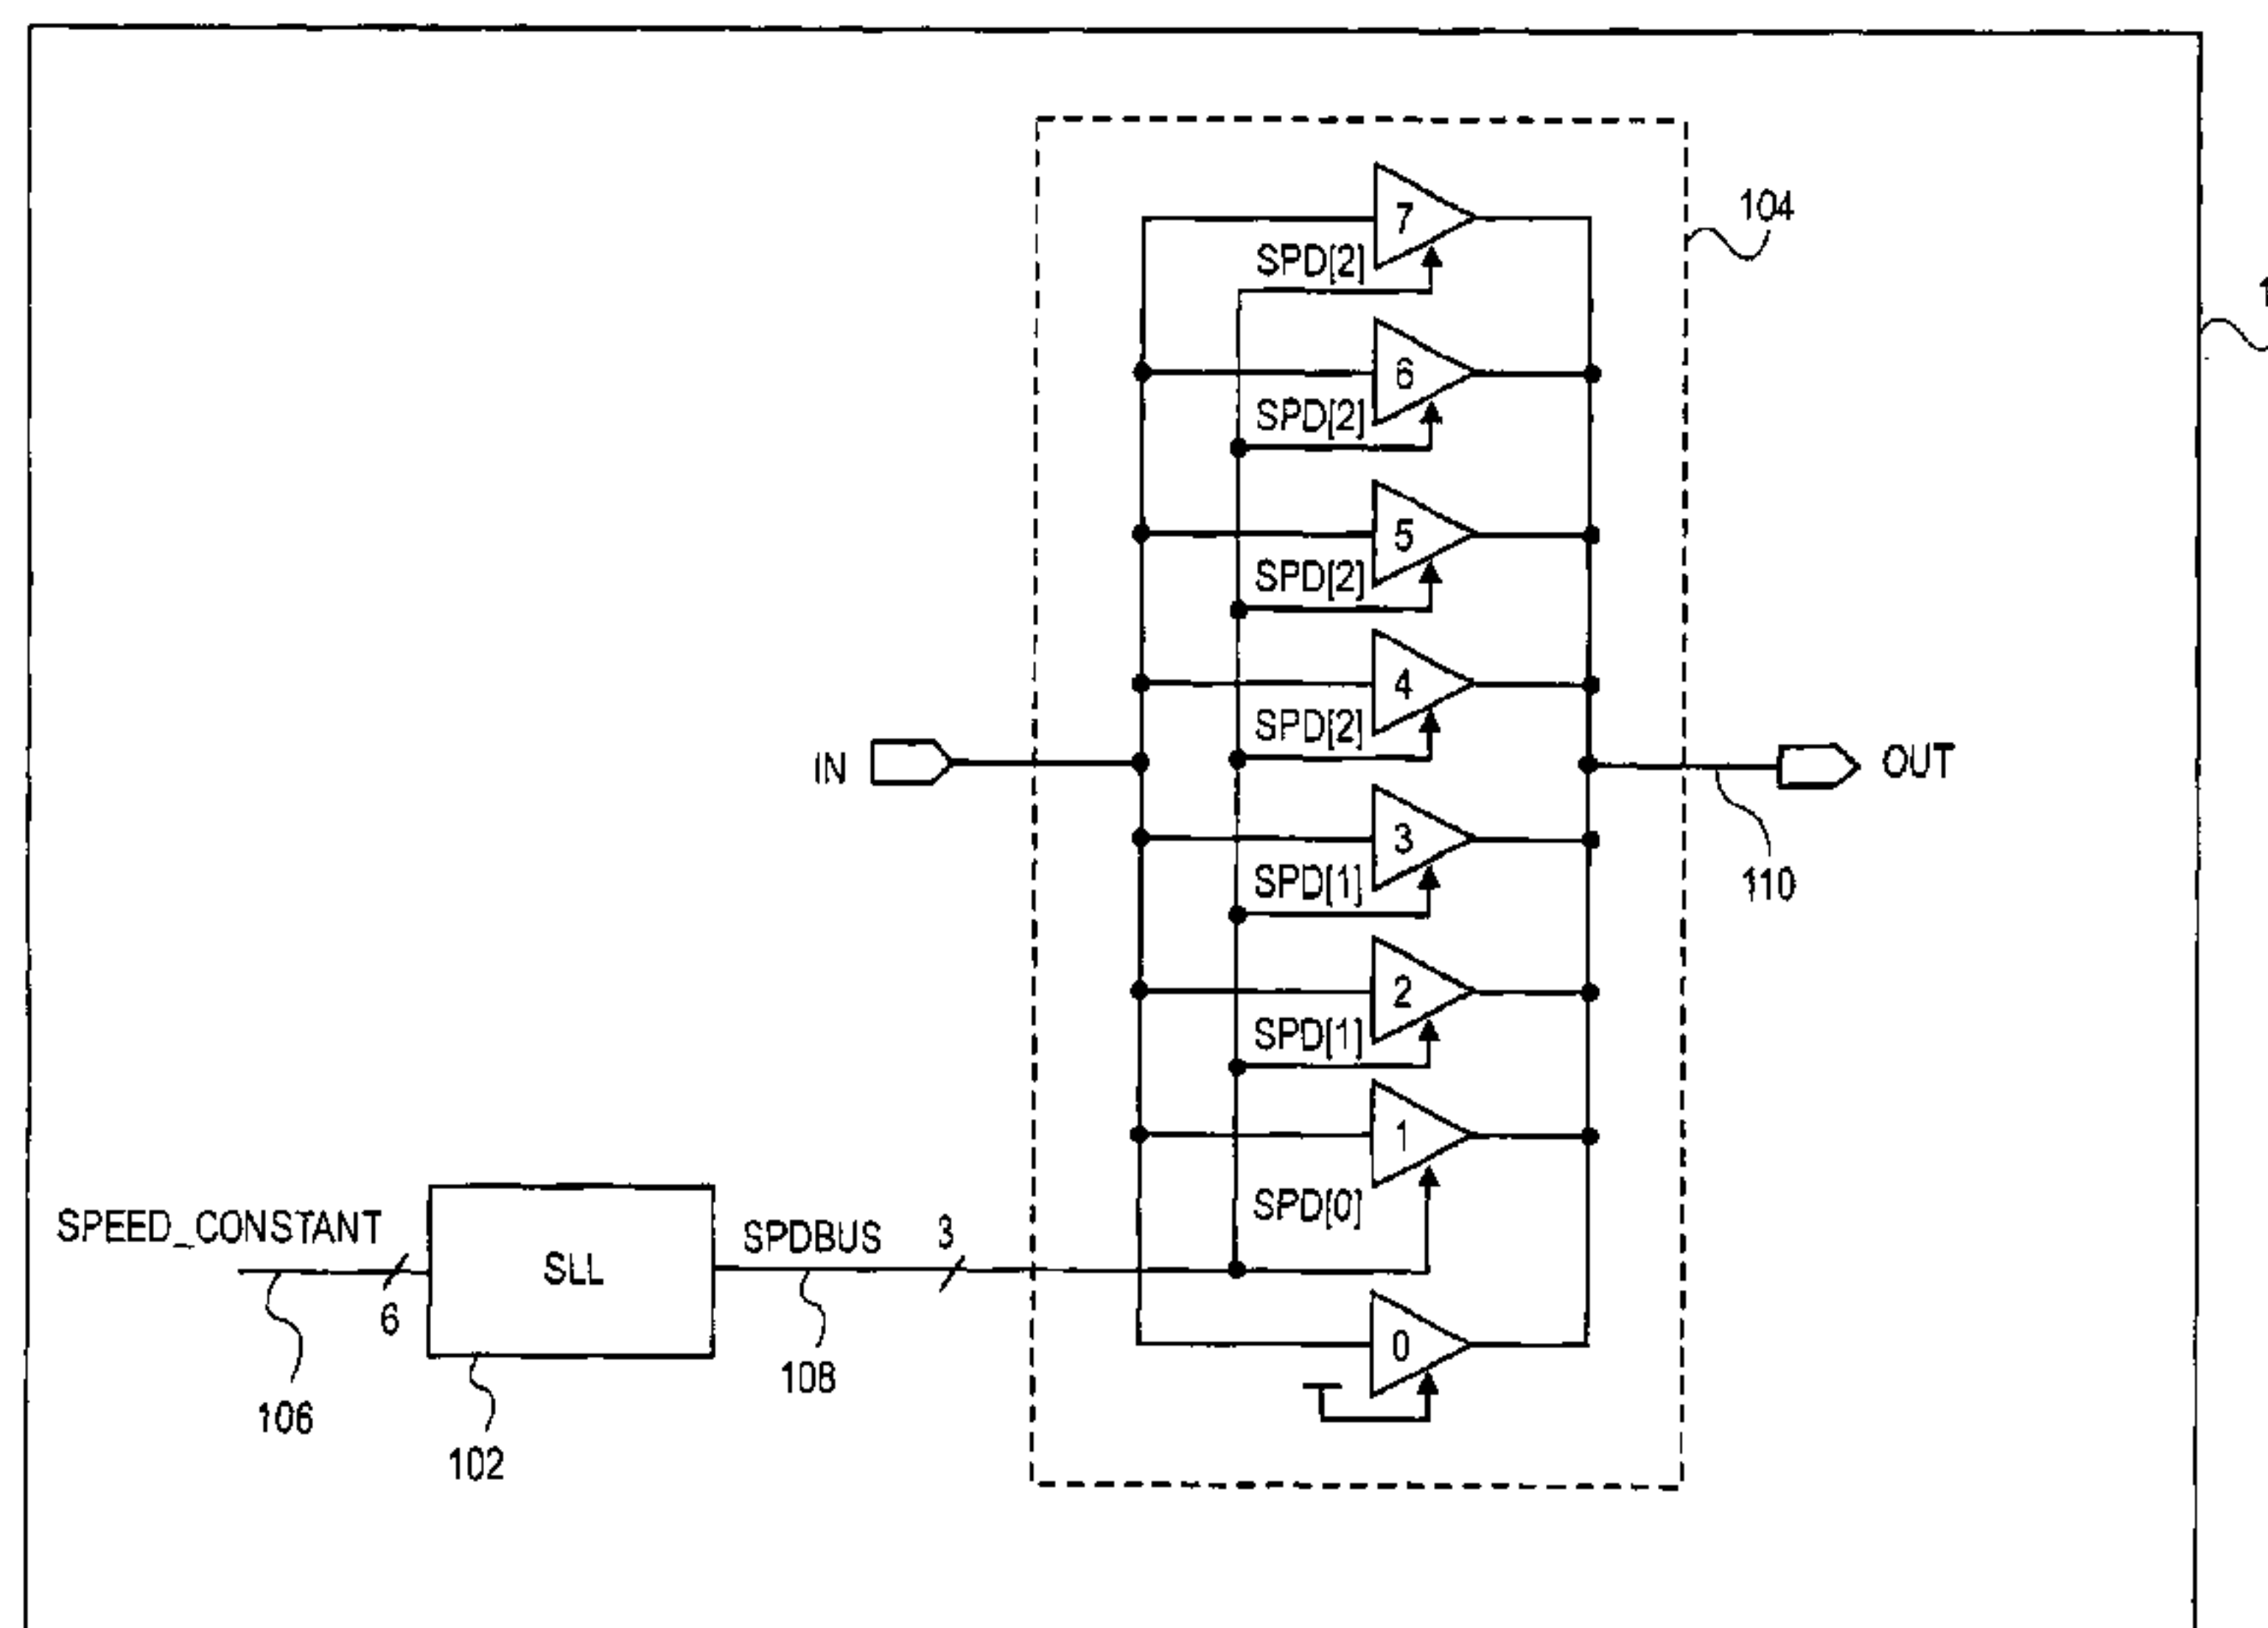 7
104
SPD[2]
6
SPD[2]
5
SPD[2]
4
SPD[2]
IN
OUT
3
SPD[1]
110
2
SPD[1]
1
SPD[0]
SPEED_CONSTANT
6
SLL
SPDBUS
3
0
106
102
108